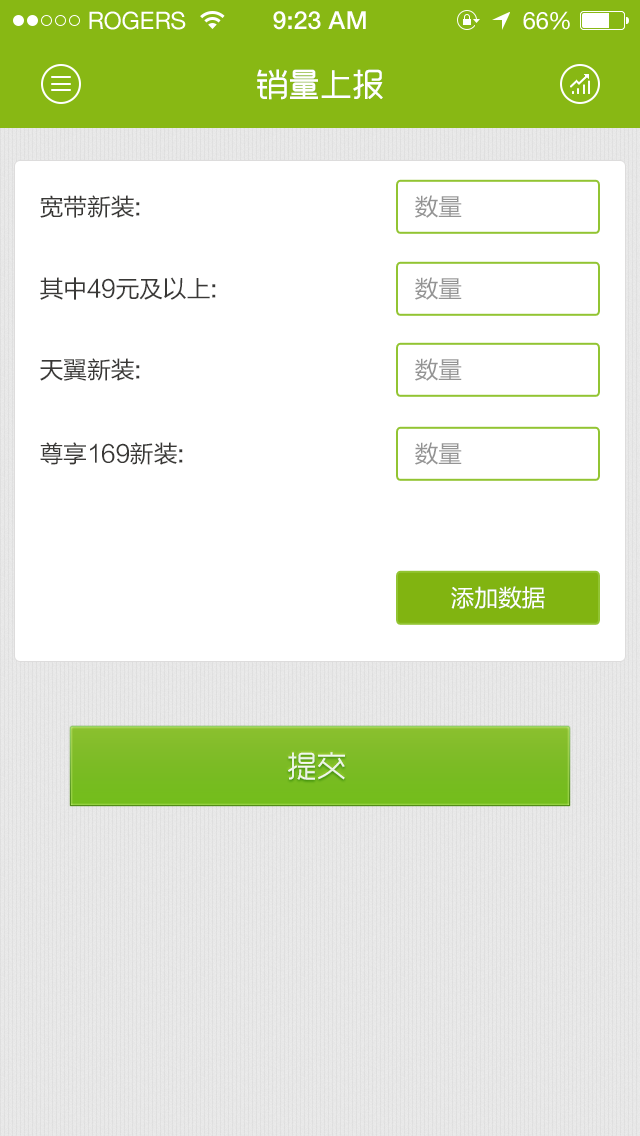 ROGERS 9:23 AM 66%
销量上报
宽带新装: 数量
其中49元及以上: 数量
天翼新装: 数量
尊享169新装: 数量
添加数据
提交